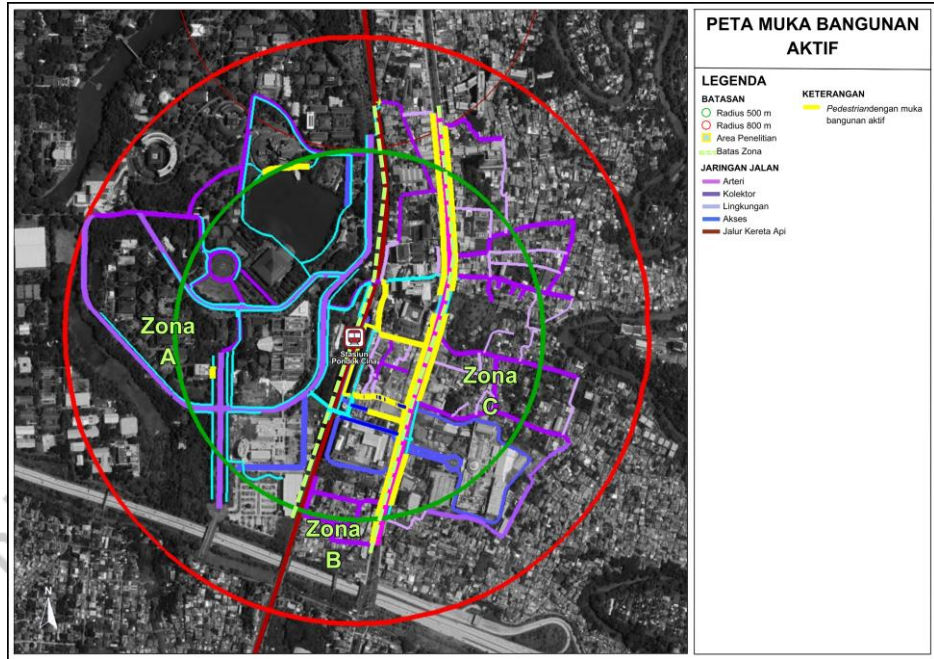 PETA MUKA BANGUNAN
AKTIF
LEGENDA
BATASAN
Radius 500 m
Radius 800 m
Area Penelitian
Batas Zona
JARINGAN JALAN
Arteri
Kolektor
Lingkungan
Akses
Jalur Kereta Api
KETERANGAN
Pedestriandengan muka
bangunan aktif
Zona
A
Stasiun
Pondok Cina
Zona
C
Zona
B
N